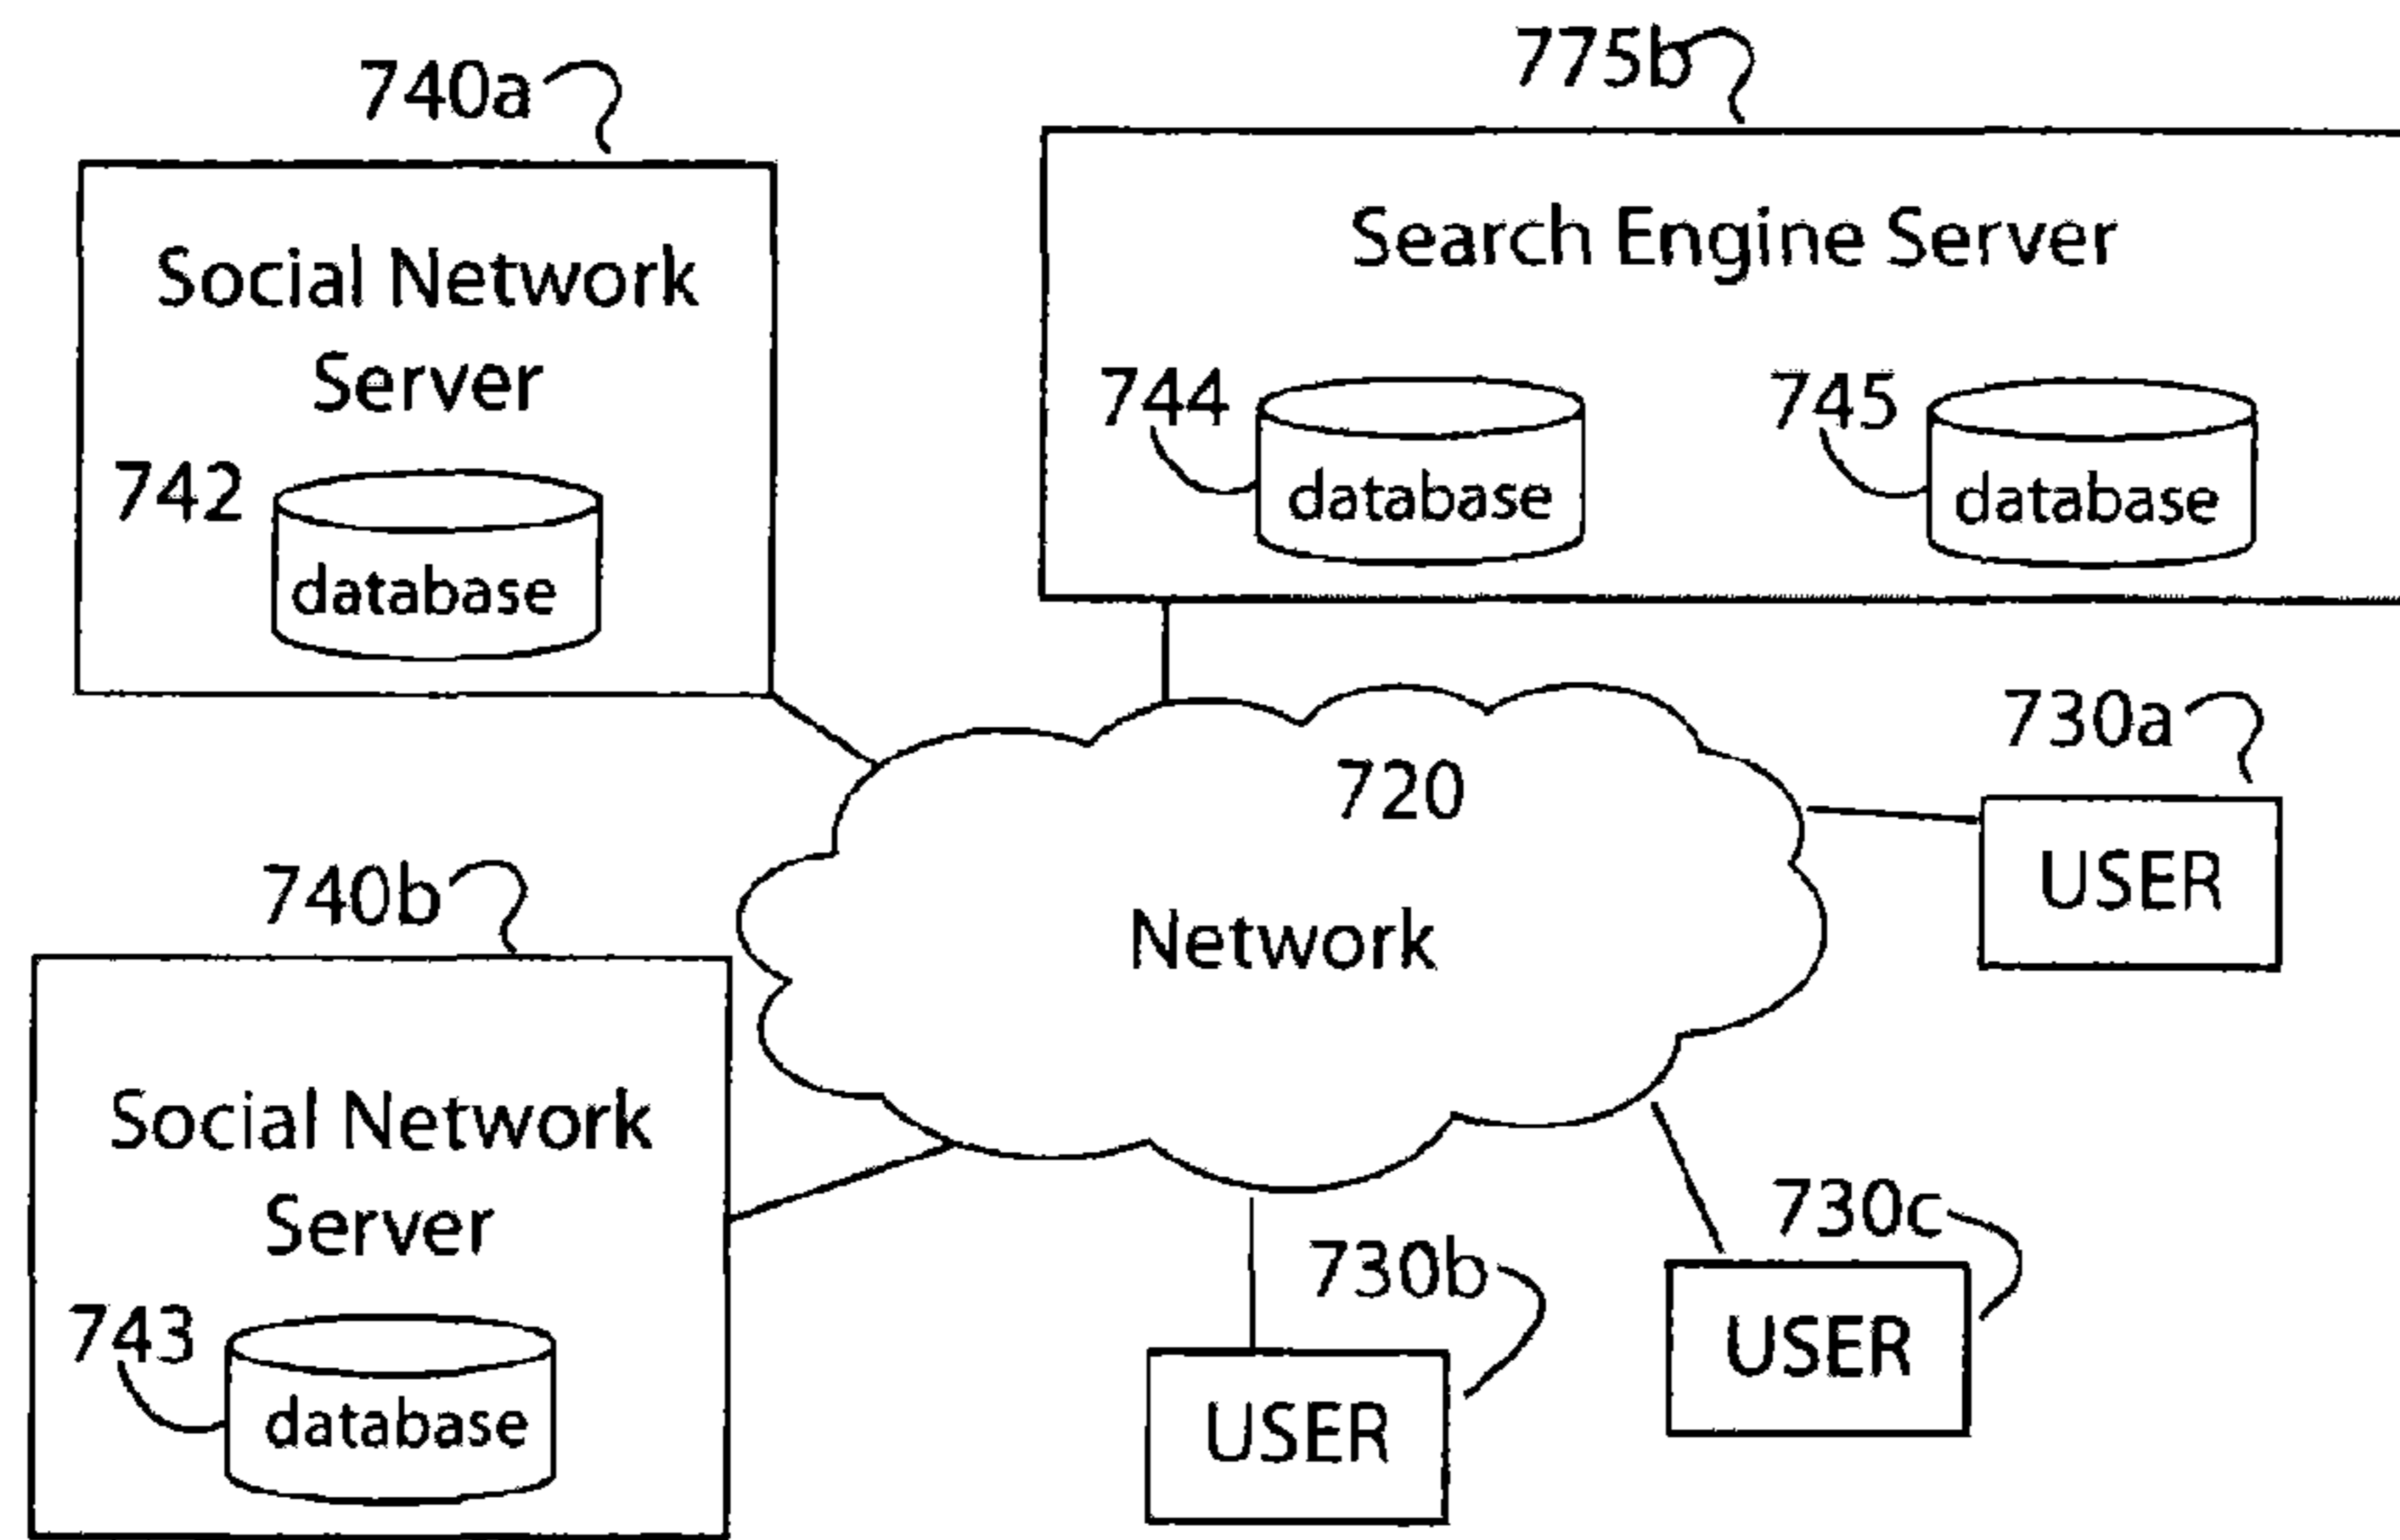 740a
775b
Social Network
Server
742
database
Search Engine Server
744
database
745
database
720
Network
730a
USER
740b
Social Network
Server
743
database
730b
USER
730c
USER